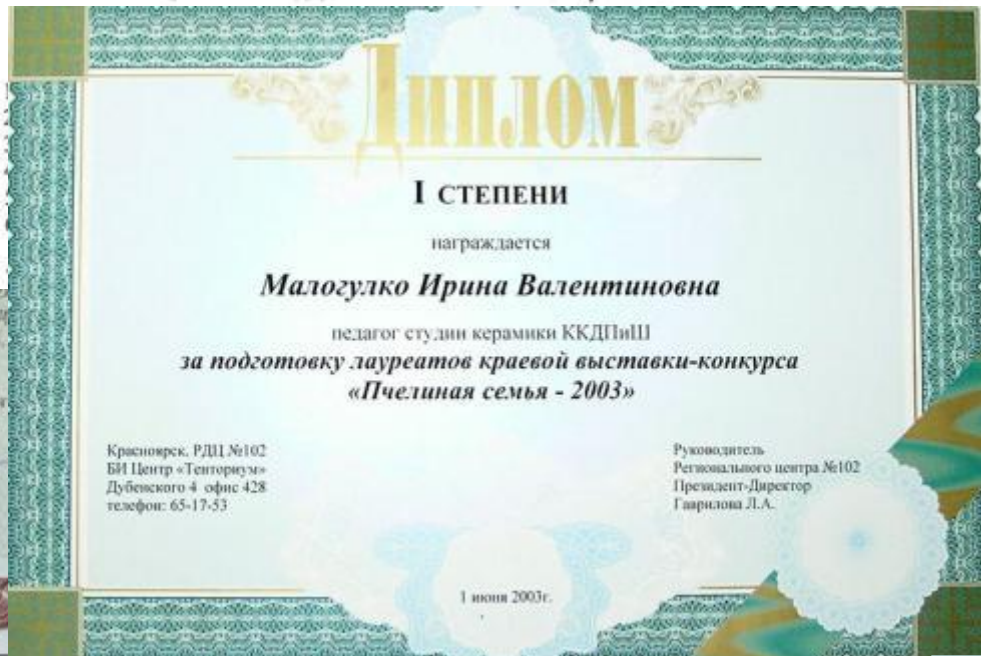 Диплом
I СТЕПЕНИ
награждается
Малогулко Ирина Валентиновна
педагог студии керамики ККДПиШ
за подготовку лауреатов краевой выставки-конкурса
«Пчелиная семья - 2003»
Красноярск, РДЦ №102
БИ Центр «Тенториум»
Дубенского 4 офис 428
телефон: 65-17-53
Руководитель
Регионального центра №102
Президент-Директор
Гаврилова Л.А.
1 июня 2003г.